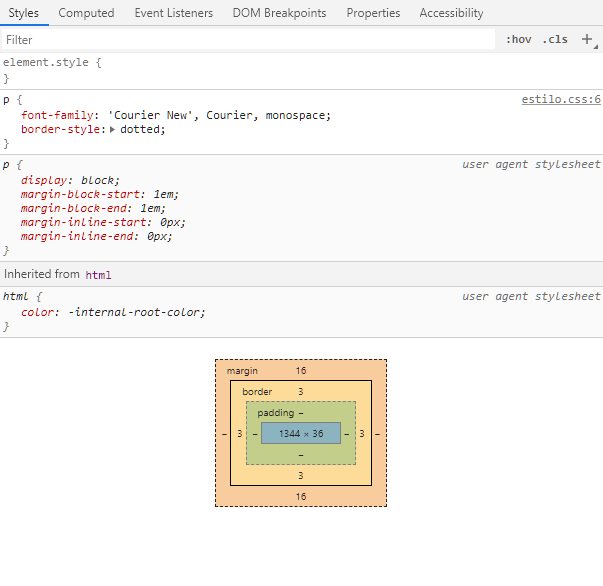 Styles Computed Event Listeners DOM Breakpoints Properties Accessibility
Filter :hov .cls +
element.style {
}
p { estilo.css:6
font-family: 'Courier New', Courier, monospace;
border-style:▸ dotted;
}
p { user agent stylesheet
display: block;
margin-block-start: 1em;
margin-block-end: 1em;
margin-inline-start: 0px;
margin-inline-end: 0px;
}
Inherited from html
html { user agent stylesheet
color: -internal-root-color;
}
margin 16
border 3
padding –
– 3 – 1344 × 36 – 3 –
–
3
16